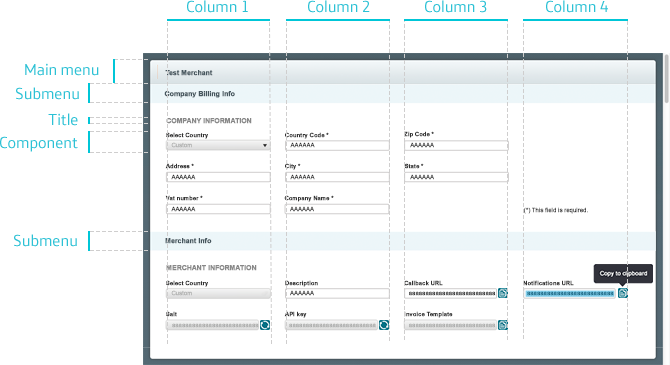 Column 1 Column 2 Column 3 Column 4
Main menu
Test Merchant
Submenu
Company Billing Info
Title
COMPANY INFORMATION
Component
Select Country Country Code * Zip Code *
Custom AAAAAA AAAAAA
Address * City * State *
AAAAAA AAAAAA AAAAAA
Vat number * Company Name *
AAAAAA AAAAAA (*) This field is required.
Submenu
Merchant Info
MERCHANT INFORMATION
Copy to clipboard
Select Country Description Callback URL Notifications URL
Custom AAAAAA
Salt API key Invoice Template